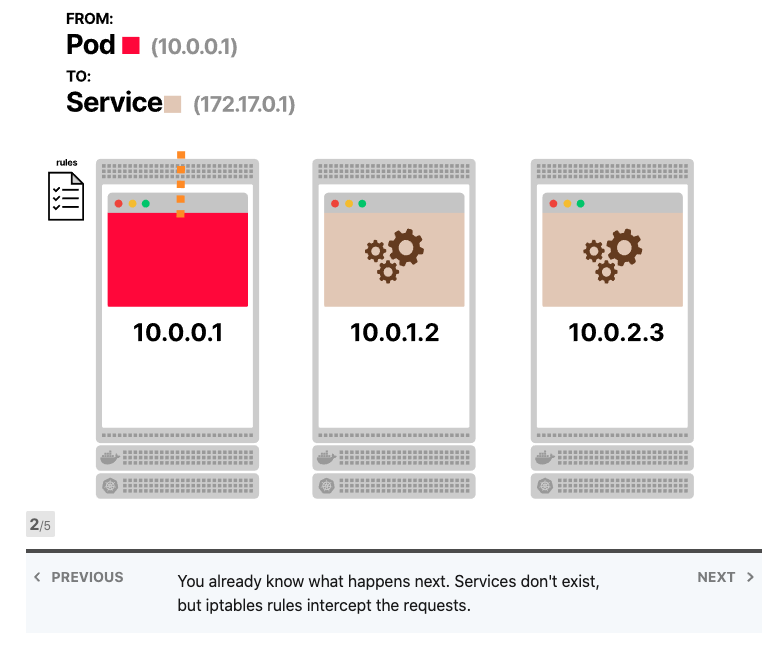 FROM:
Pod (10.0.0.1)
TO:
Service (172.17.0.1)
rules
10.0.0.1
10.0.1.2
10.0.2.3
2/5
PREVIOUS
You already know what happens next. Services don't exist,
but iptables rules intercept the requests.
NEXT